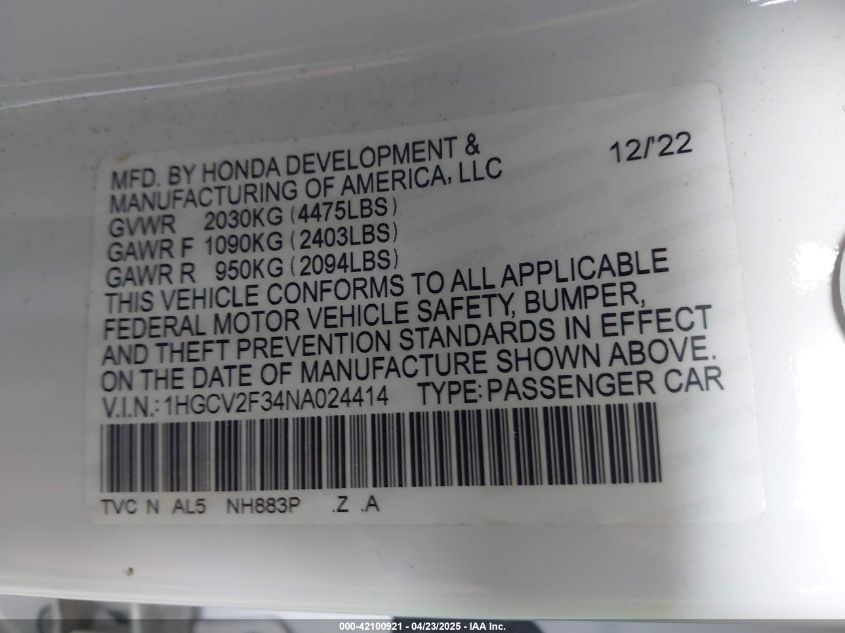 MFD. BY HONDA DEVELOPMENT & 12/'22
MANUFACTURING OF AMERICA, LLC
GVWR 2030KG (4475LBS)
GAWR F 1090KG (2403LBS)
GAWR R 950KG (2094LBS)
THIS VEHICLE CONFORMS TO ALL APPLICABLE
FEDERAL MOTOR VEHICLE SAFETY, BUMPER,
AND THEFT PREVENTION STANDARDS IN EFFECT
ON THE DATE OF MANUFACTURE SHOWN ABOVE.
V.I.N.: 1HGCV2F34NA024414 TYPE: PASSENGER CAR
TVC N AL5 NH883P .Z .A
000-42100921 - 04/23/2025 - IAA Inc.